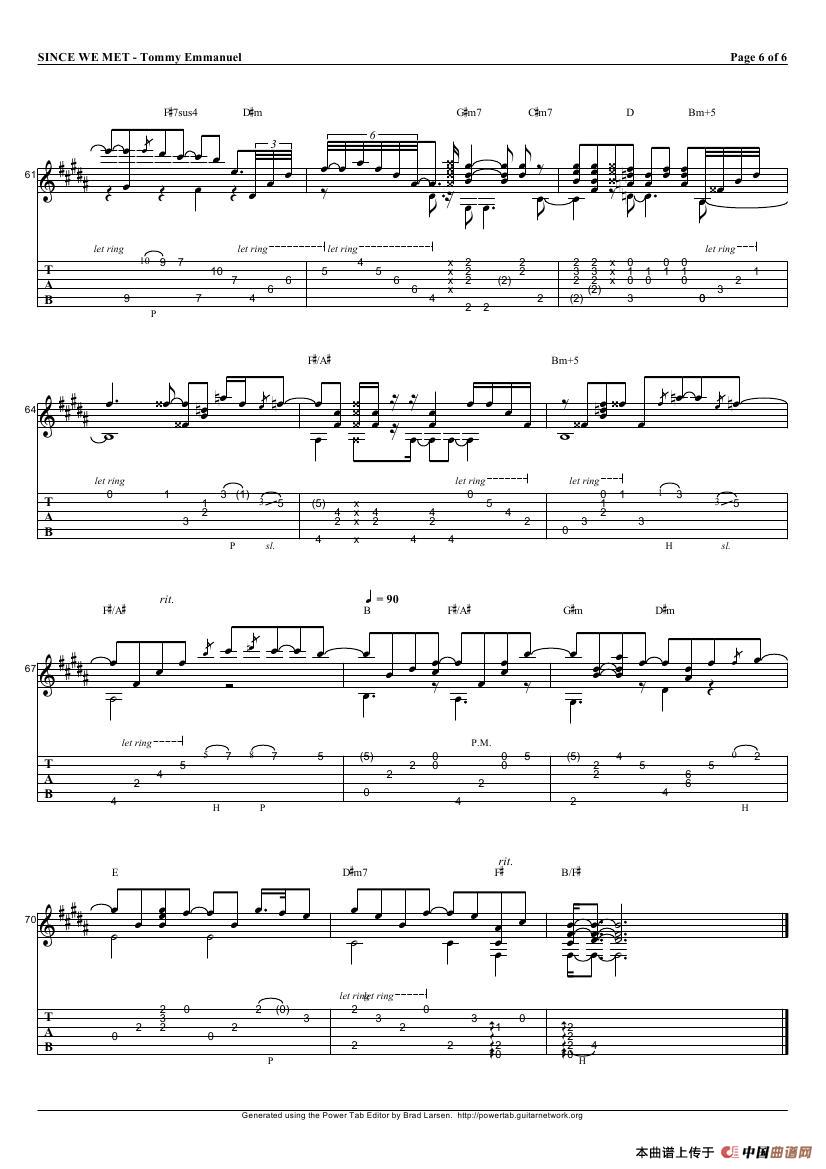 SINCE WE MET - Tommy Emmanuel Page 6 of 6
F♯7sus4 D♯m G♯m7 C♯m7 D Bm+5
3 6
61
let ring let ring let ring let ring
T
A
B
P
F♯/A♯ Bm+5
64
let ring let ring let ring
T
A
B
P sl. H sl.
rit. ♩ = 90
F♯/A♯ B F♯/A♯ G♯m D♯m
67
let ring P.M.
T
A
B
H P H
rit.
E D♯m7 F♯ B/F♯
70
let ring let ring
T
A
B
P H
Generated using the Power Tab Editor by Brad Larsen. http://powertab.guitarnetwork.org
本曲谱上传于 中国曲谱网